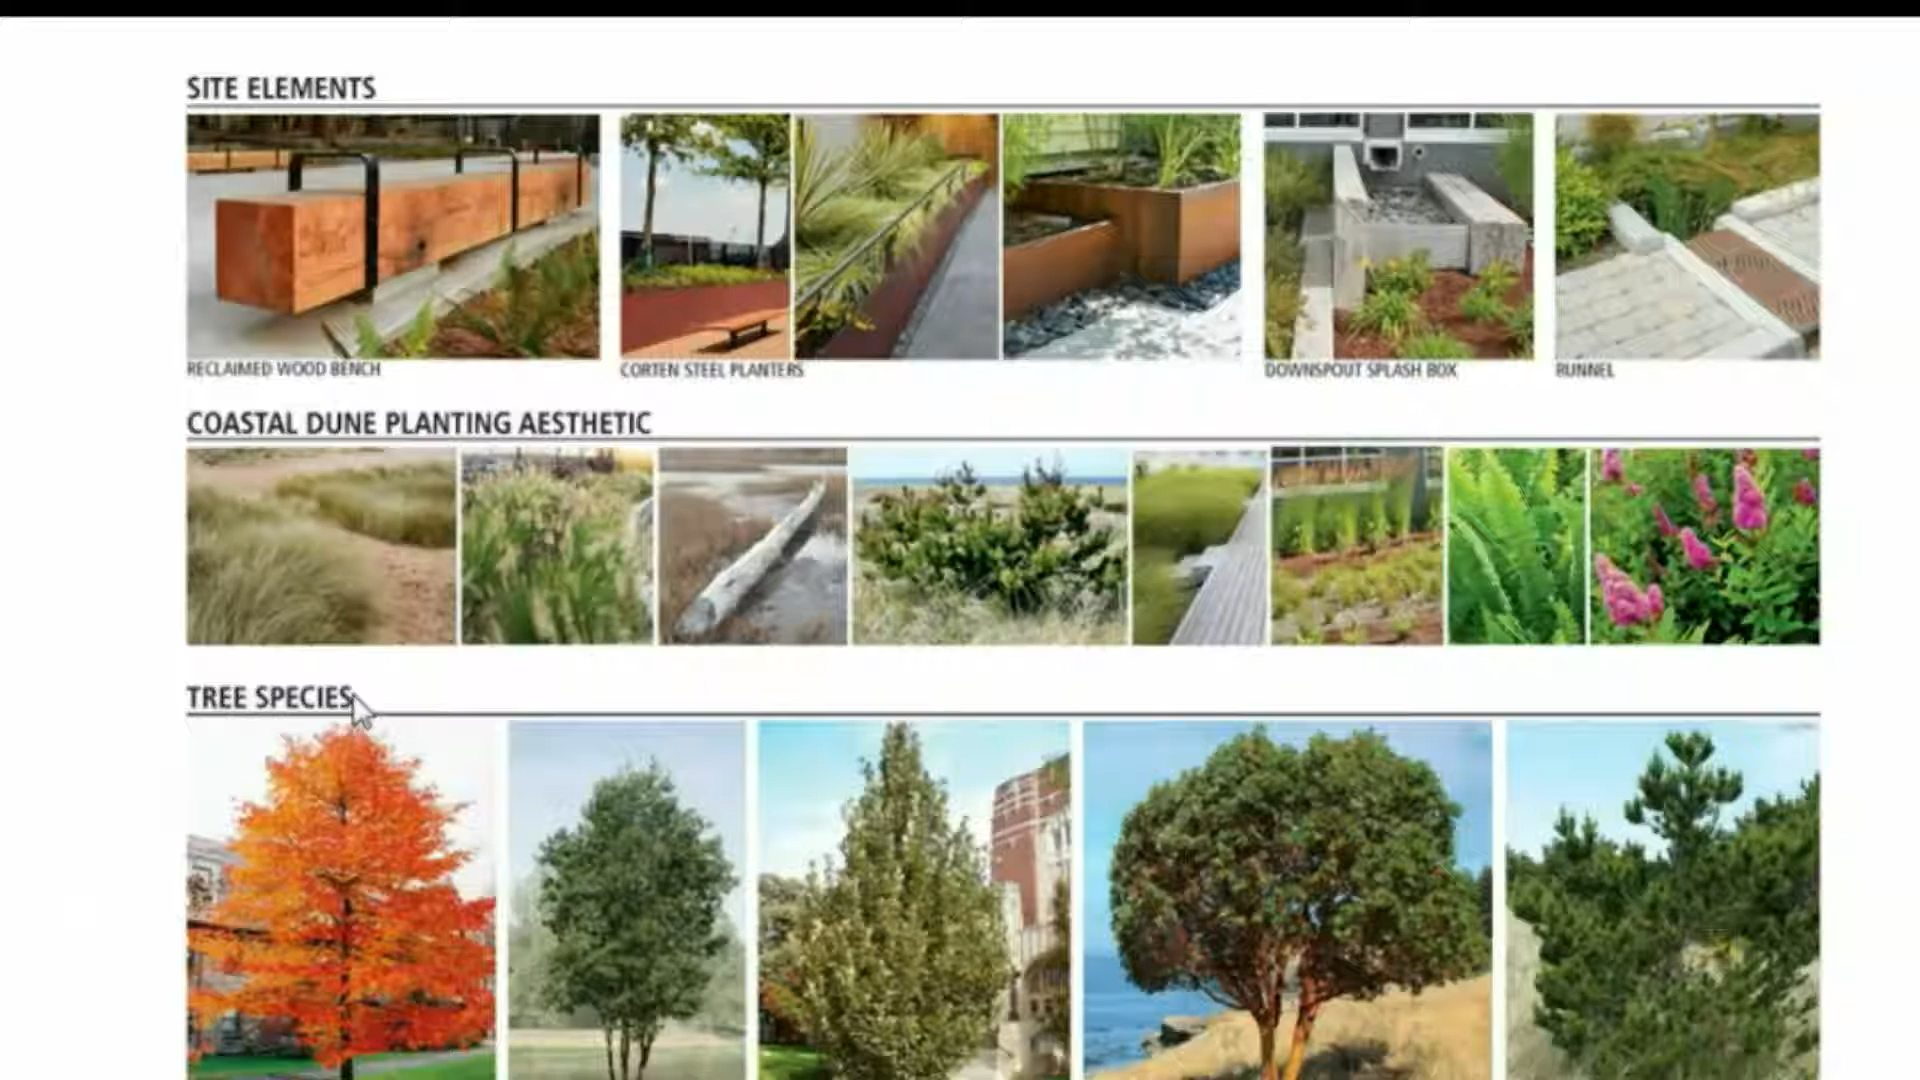 SITE ELEMENTS
RECLAIMED WOOD BENCH
CORTEN STEEL PLANTERS
DOWNSPOUT SPLASH BOX
RUNNEL
COASTAL DUNE PLANTING AESTHETIC
TREE SPECIES